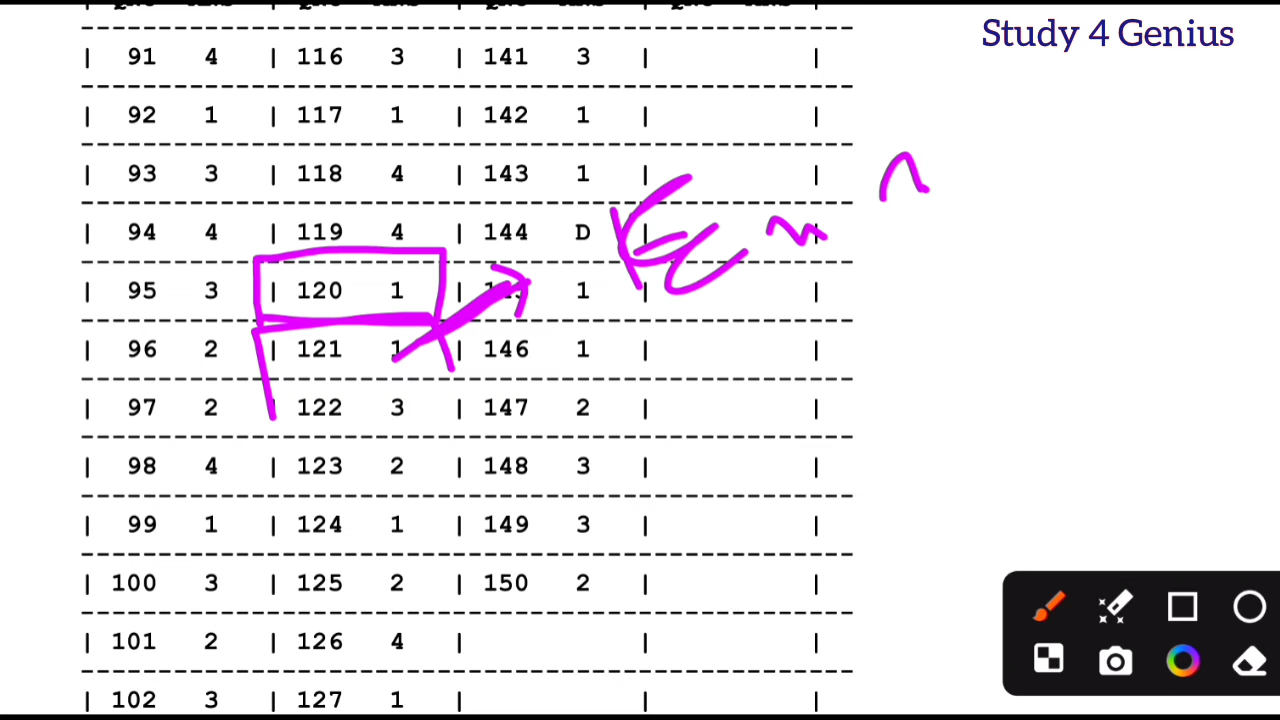 Study 4 Genius
| 91 4 | 116 3 | 141 3 | |
| 92 1 | 117 1 | 142 1 | |
| 93 3 | 118 4 | 143 1 | |
| 94 4 | 119 4 | 144 D | |
| 95 3 | 120 1 | 1 | |
| 96 2 | 121 1 | 146 1 | |
| 97 2 | 122 3 | 147 2 | |
| 98 4 | 123 2 | 148 3 | |
| 99 1 | 124 1 | 149 3 | |
| 100 3 | 125 2 | 150 2 | |
| 101 2 | 126 4 | | |
| 102 3 | 127 1 | | |